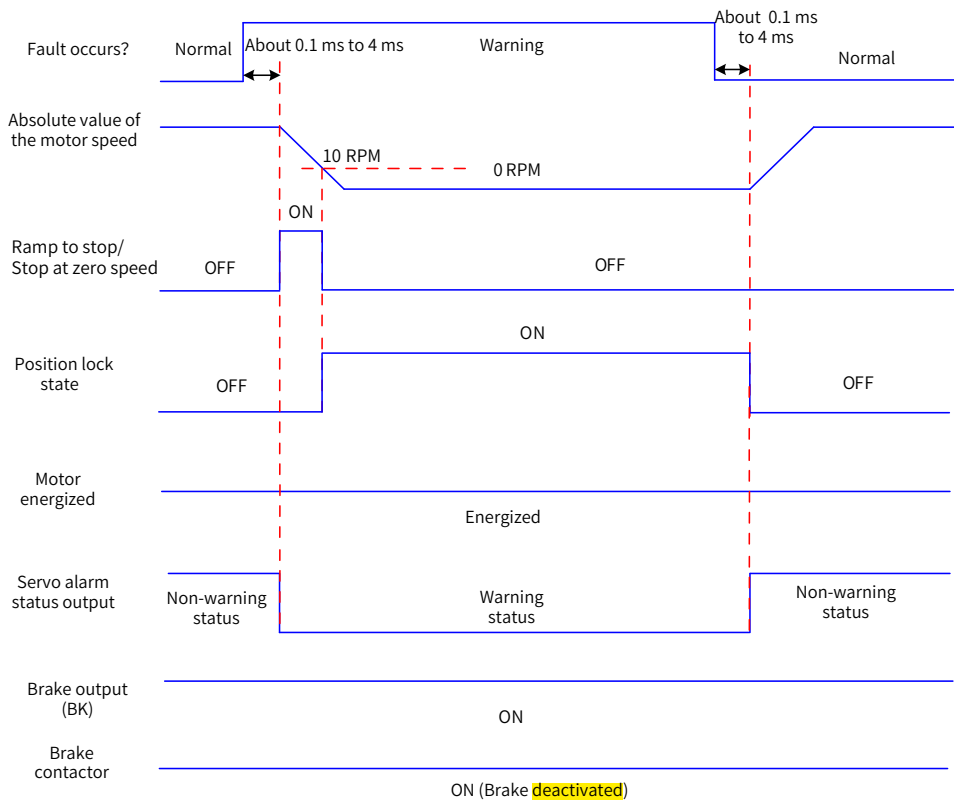 Fault occurs?
Normal
About 0.1 ms to 4 ms
Warning
About 0.1 ms
to 4 ms
Normal
Absolute value of
the motor speed
10 RPM
0 RPM
Ramp to stop/
Stop at zero speed
OFF
ON
OFF
Position lock
state
OFF
ON
OFF
Motor
energized
Energized
Servo alarm
status output
Non-warning
status
Warning
status
Non-warning
status
Brake output
(BK)
ON
Brake
contactor
ON (Brake deactivated)